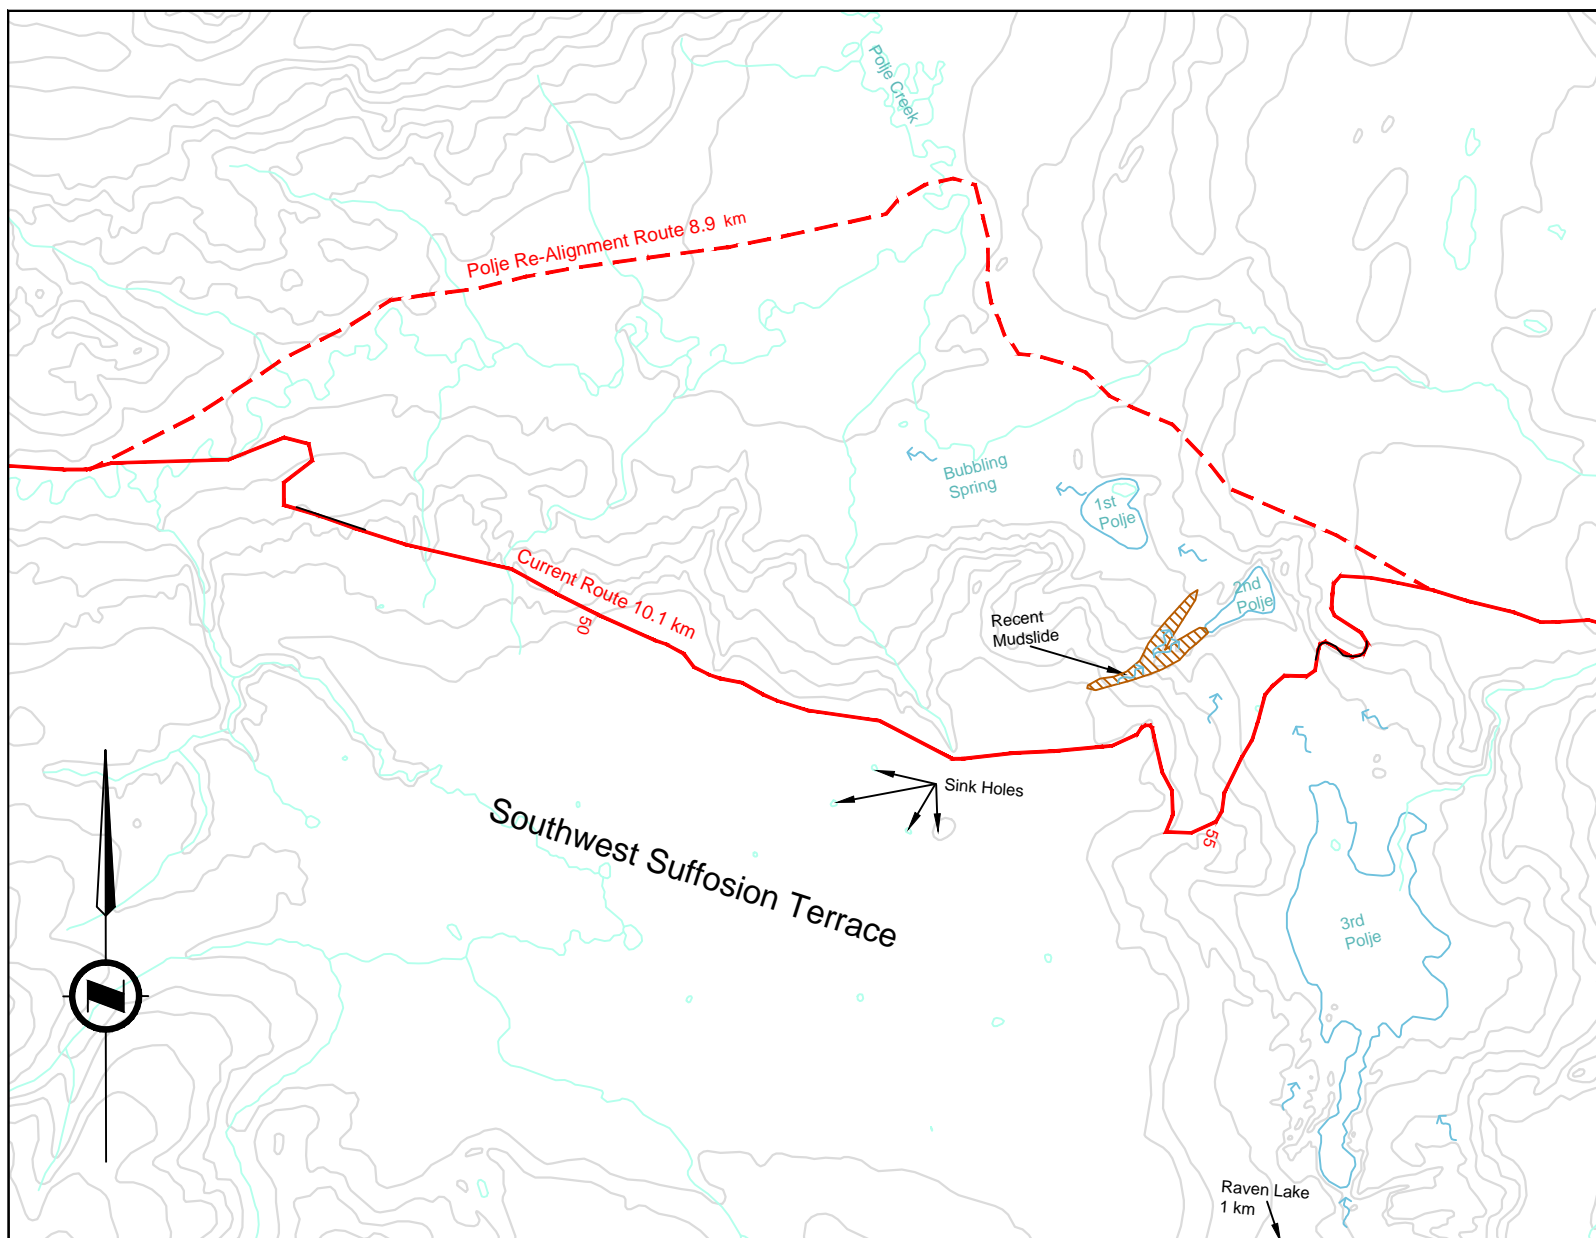 Polje Creek
Polje Re-Alignment Route 8.9 km
Bubbling
Spring
1st
Polje
Current Route 10.1 km
50
2nd
Polje
Recent
Mudslide
Sink Holes
Southwest Suffosion Terrace
55
3rd
Polje
Raven Lake
1 km